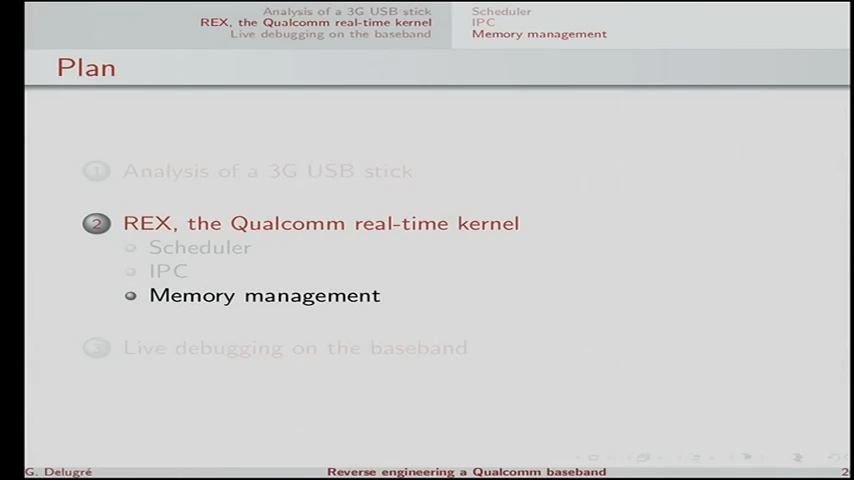 Analysis of a 3G USB stick
REX, the Qualcomm real-time kernel
Live debugging on the baseband
Scheduler
IPC
Memory management
Plan
1 Analysis of a 3G USB stick
2 REX, the Qualcomm real-time kernel
Scheduler
IPC
Memory management
3 Live debugging on the baseband
G. Delugré
Reverse engineering a Qualcomm baseband